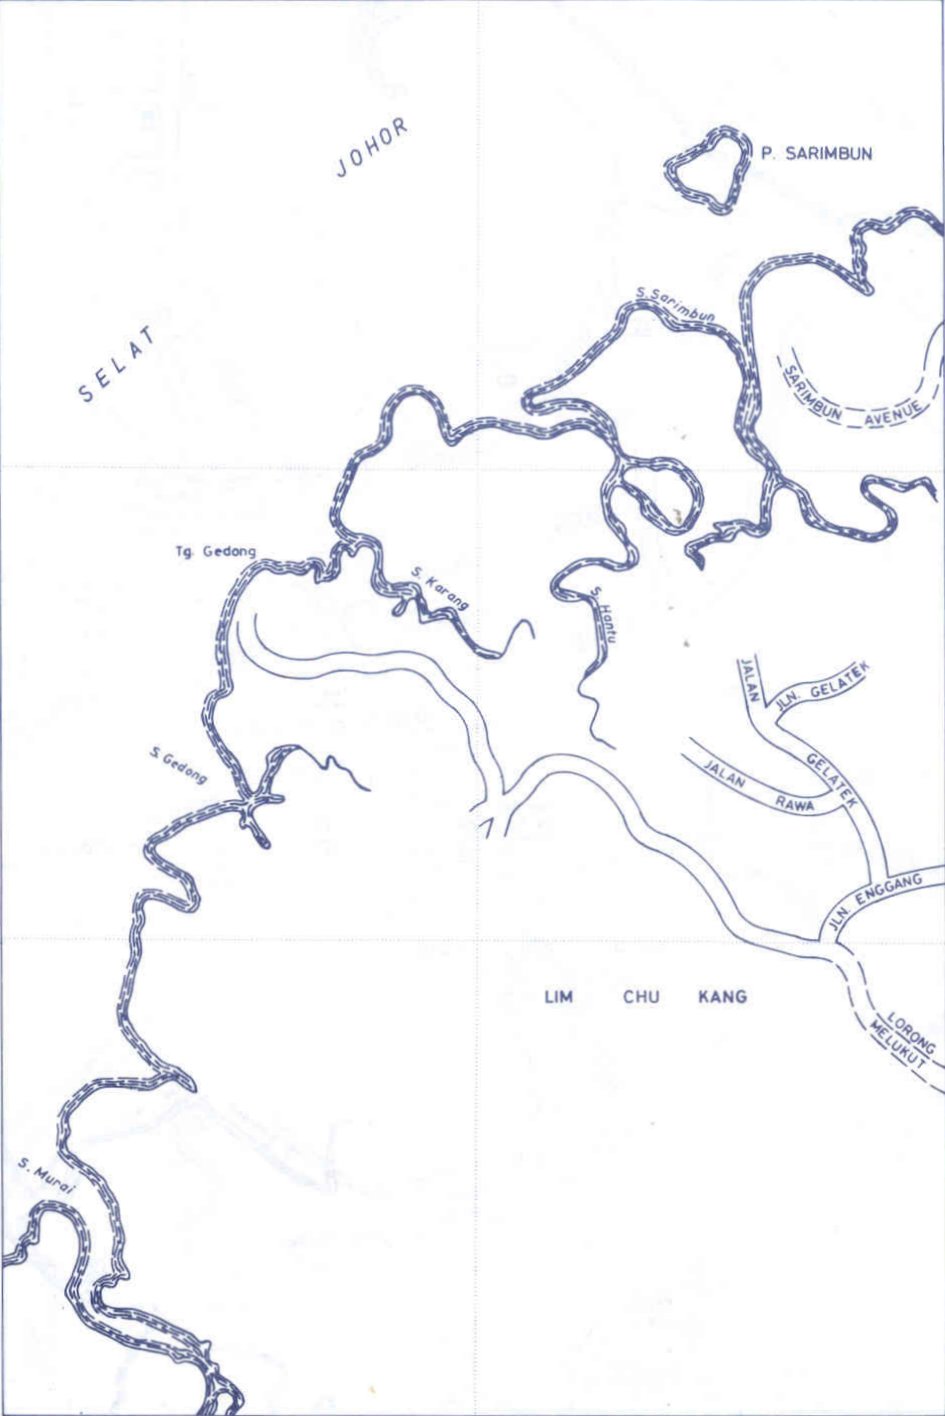 JOHOR
P. SARIMBUN
SELAT
S. Sarimbun
SARIMBUN AVENUE
Tg. Gedong
S. Karang
S. Hantu
JALAN GELATEK
JLN. GELATEK
S. Gedong
JALAN RAWA
JLN. ENGGANG
LIM CHU KANG
LORONG
MELUKUT
S. Murai